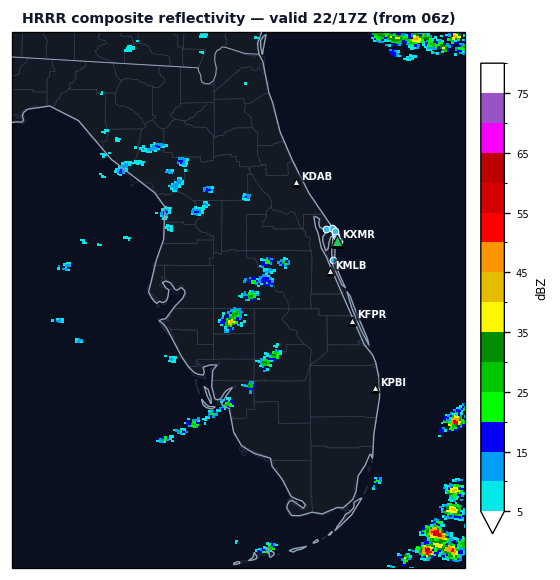 HRRR composite reflectivity — valid 22/17Z (from 06z)
KDAB
KXMR
KMLB
KFPR
KPBI
75
65
55
45
35
25
15
5
dBZ